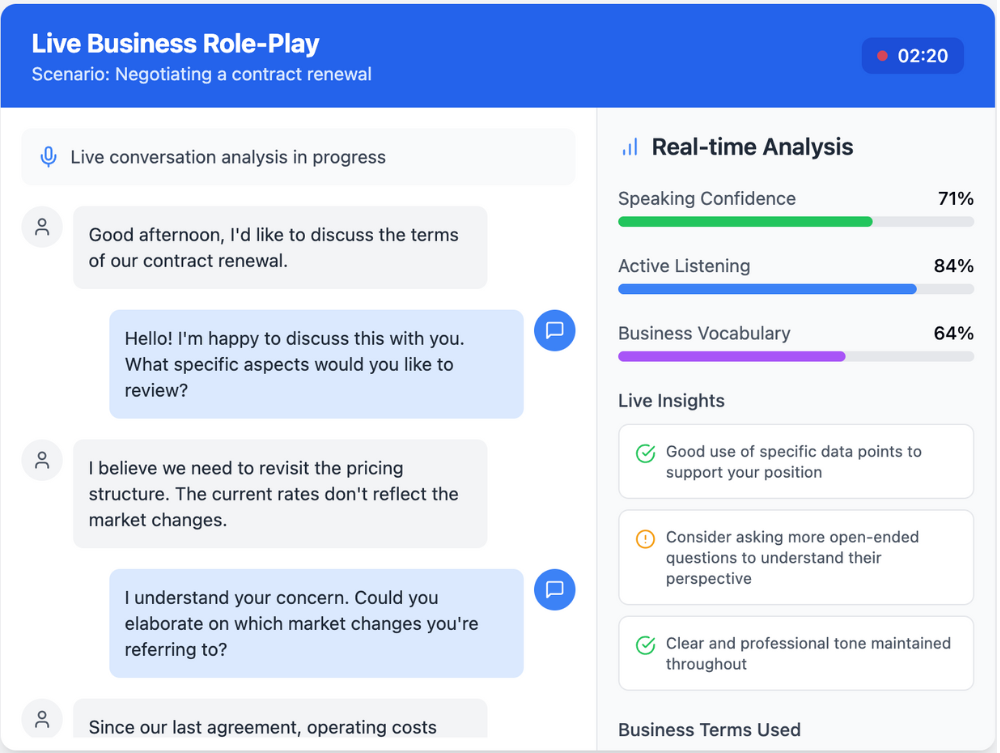 Live Business Role-Play
Scenario: Negotiating a contract renewal
02:20
Live conversation analysis in progress
Good afternoon, I'd like to discuss the terms
of our contract renewal.
Hello! I'm happy to discuss this with you.
What specific aspects would you like to
review?
I believe we need to revisit the pricing
structure. The current rates don't reflect the
market changes.
I understand your concern. Could you
elaborate on which market changes you're
referring to?
Since our last agreement, operating costs
Real-time Analysis
Speaking Confidence
71%
Active Listening
84%
Business Vocabulary
64%
Live Insights
Good use of specific data points to
support your position
Consider asking more open-ended
questions to understand their
perspective
Clear and professional tone maintained
throughout
Business Terms Used